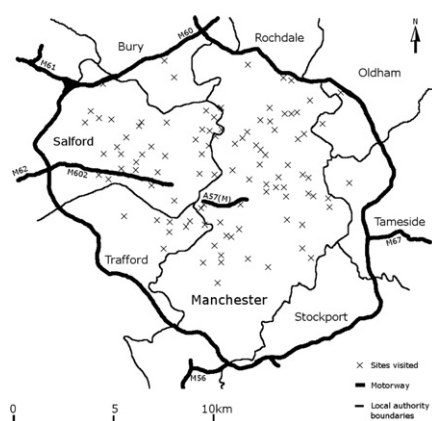 Bury
M60
Rochdale
N
M61
Oldham
Salford
M62
M602
A57(M)
Tameside
M67
Trafford
Manchester
Stockport
M56
Sites visited
Motorway
Local authority
boundaries
0 5 10km